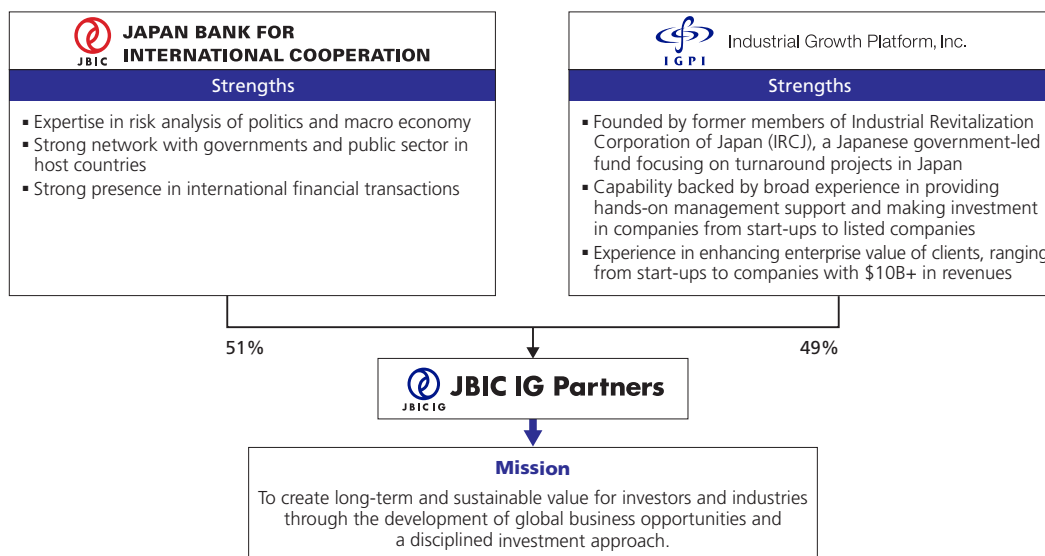 JBIC
JAPAN BANK FOR
INTERNATIONAL COOPERATION
Strengths
▪ Expertise in risk analysis of politics and macro economy
▪ Strong network with governments and public sector in
host countries
▪ Strong presence in international financial transactions
IGPI
Industrial Growth Platform, Inc.
Strengths
▪ Founded by former members of Industrial Revitalization
Corporation of Japan (IRCJ), a Japanese government-led
fund focusing on turnaround projects in Japan
▪ Capability backed by broad experience in providing
hands-on management support and making investment
in companies from start-ups to listed companies
▪ Experience in enhancing enterprise value of clients, ranging
from start-ups to companies with $10B+ in revenues
51%
49%
JBIC IG
JBIC IG Partners
Mission
To create long-term and sustainable value for investors and industries
through the development of global business opportunities and
a disciplined investment approach.